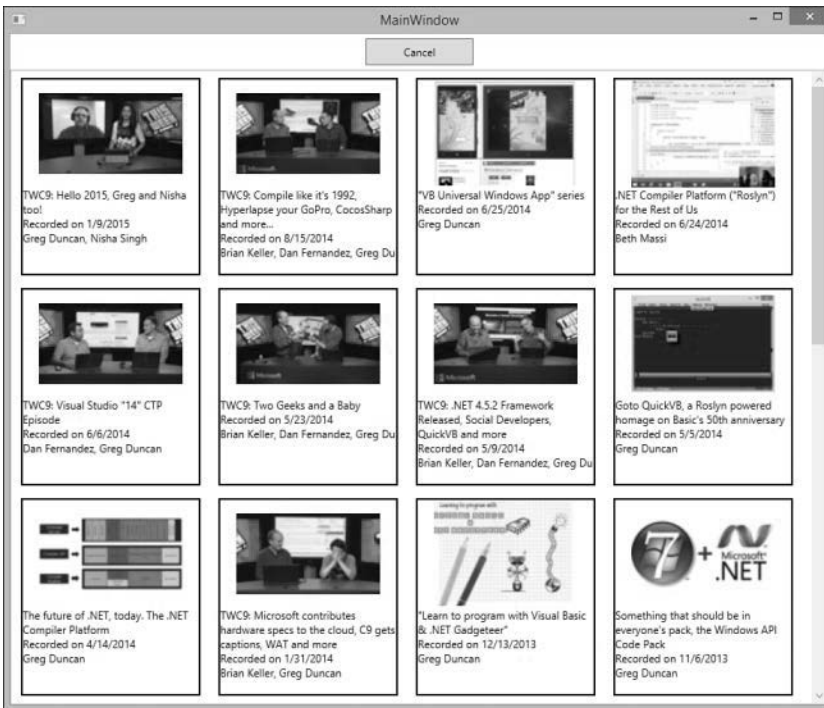 MainWindow
Cancel
TWC9: Hello 2015, Greg and Nisha
too!
Recorded on 1/9/2015
Greg Duncan, Nisha Singh
TWC9: Compile like it's 1992,
Hyperlapse your GoPro, CocosSharp
and more...
Recorded on 8/15/2014
Brian Keller, Dan Fernandez, Greg Du
"VB Universal Windows App" series
Recorded on 6/25/2014
Greg Duncan
.NET Compiler Platform ("Roslyn")
for the Rest of Us
Recorded on 6/24/2014
Beth Massi
Microsoft
TWC9: Visual Studio "14" CTP
Episode
Recorded on 6/6/2014
Dan Fernandez, Greg Duncan
TWC9: Two Geeks and a Baby
Recorded on 5/23/2014
Brian Keller, Dan Fernandez, Greg Du
TWC9: .NET 4.5.2 Framework
Released, Social Developers,
QuickVB and more
Recorded on 5/9/2014
Brian Keller, Dan Fernandez, Greg Du
Goto QuickVB, a Roslyn powered
homage on Basic's 50th anniversary
Recorded on 5/5/2014
Greg Duncan
The future of .NET, today. The .NET
Compiler Platform
Recorded on 4/14/2014
Greg Duncan
TWC9: Microsoft contributes
hardware specs to the cloud, C9 gets
captions, WAT and more
Recorded on 1/31/2014
Brian Keller, Greg Duncan
Learning to program with
"Learn to program with Visual Basic
& .NET Gadgeteer"
Recorded on 12/13/2013
Greg Duncan
7 + Microsoft
.NET
Something that should be in
everyone's pack, the Windows API
Code Pack
Recorded on 11/6/2013
Greg Duncan